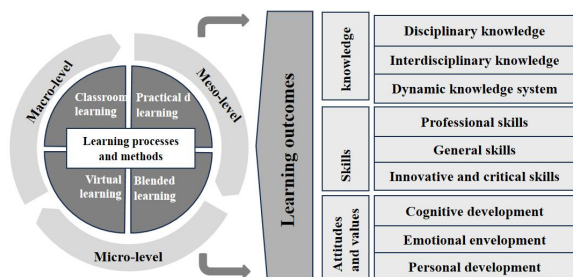 Macro-level
Meso-level
Micro-level
Classroom
learning
Practical d
learning
Learning processes
and methods
Virtual
learning
Blended
learning
Learning outcomes
knowledge
Disciplinary knowledge
Interdisciplinary knowledge
Dynamic knowledge system
Skills
Professional skills
General skills
Innovative and critical skills
Attitudes
and values
Cognitive development
Emotional envelopment
Personal development